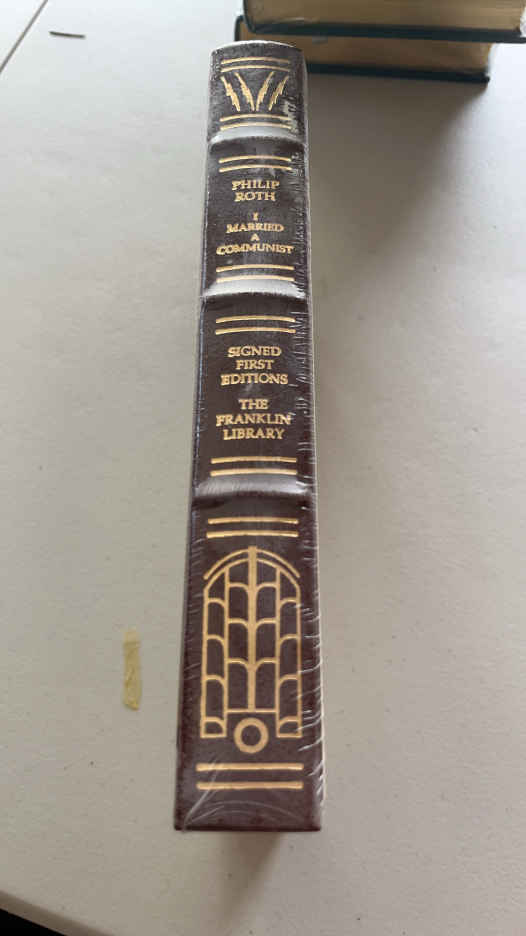 PHILIP
ROTH
I
MARRIED
A
COMMUNIST
SIGNED
FIRST
EDITIONS
THE
FRANKLIN
LIBRARY